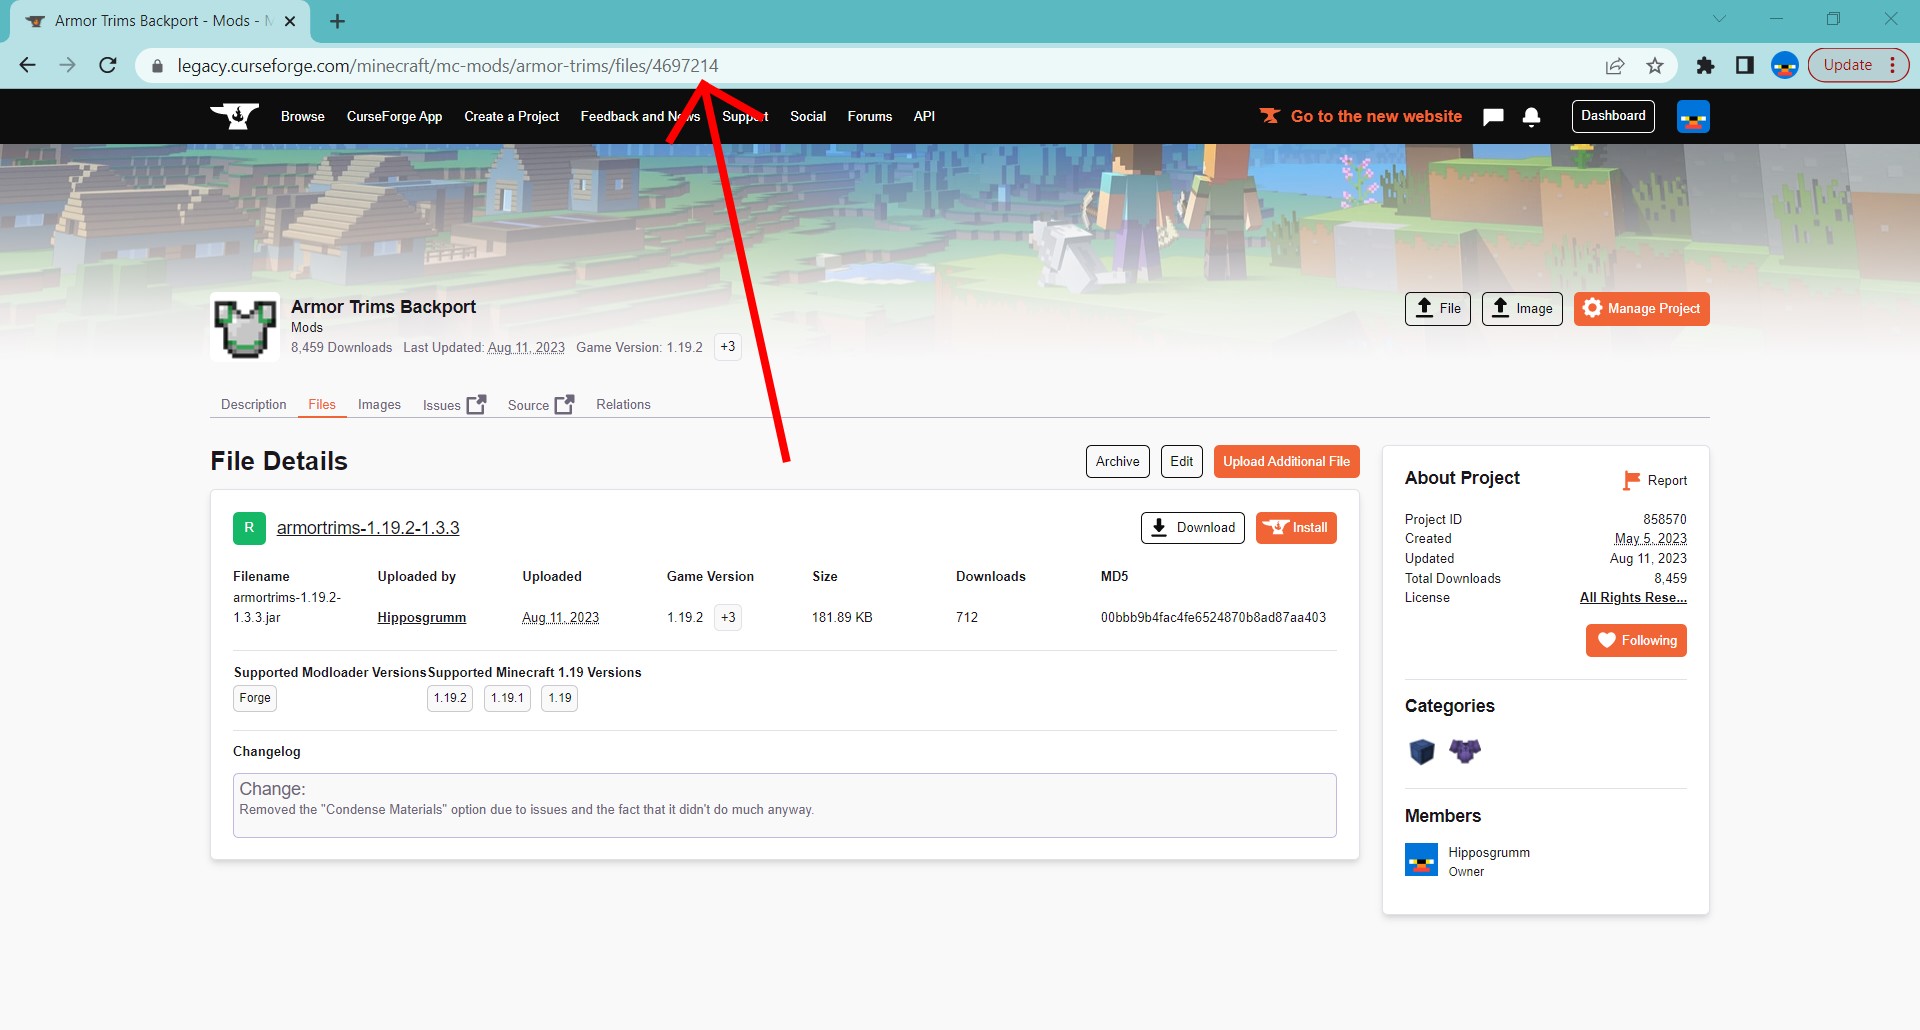 Armor Trims Backport - Mods - M
legacy.curseforge.com/minecraft/mc-mods/armor-trims/files/4697214
Update
Browse CurseForge App Create a Project Feedback and News Support Social Forums API
Go to the new website
Dashboard
Armor Trims Backport
Mods
8,459 Downloads Last Updated: Aug 11, 2023 Game Version: 1.19.2 +3
File Image Manage Project
Description Files Images Issues Source Relations
File Details
Archive Edit Upload Additional File
R armortrims-1.19.2-1.3.3
Download Install
Filename Uploaded by Uploaded Game Version Size Downloads MD5
armortrims-1.19.2-
1.3.3.jar Hipposgrumm Aug 11, 2023 1.19.2 +3 181.89 KB 712 00bbb9b4fac4fe6524870b8ad87aa403
Supported Modloader Versions Supported Minecraft 1.19 Versions
Forge 1.19.2 1.19.1 1.19
Changelog
Change:
Removed the "Condense Materials" option due to issues and the fact that it didn't do much anyway.
About Project
Report
Project ID 858570
Created May 5, 2023
Updated Aug 11, 2023
Total Downloads 8,459
License All Rights Rese...
Following
Categories
Members
Hipposgrumm
Owner